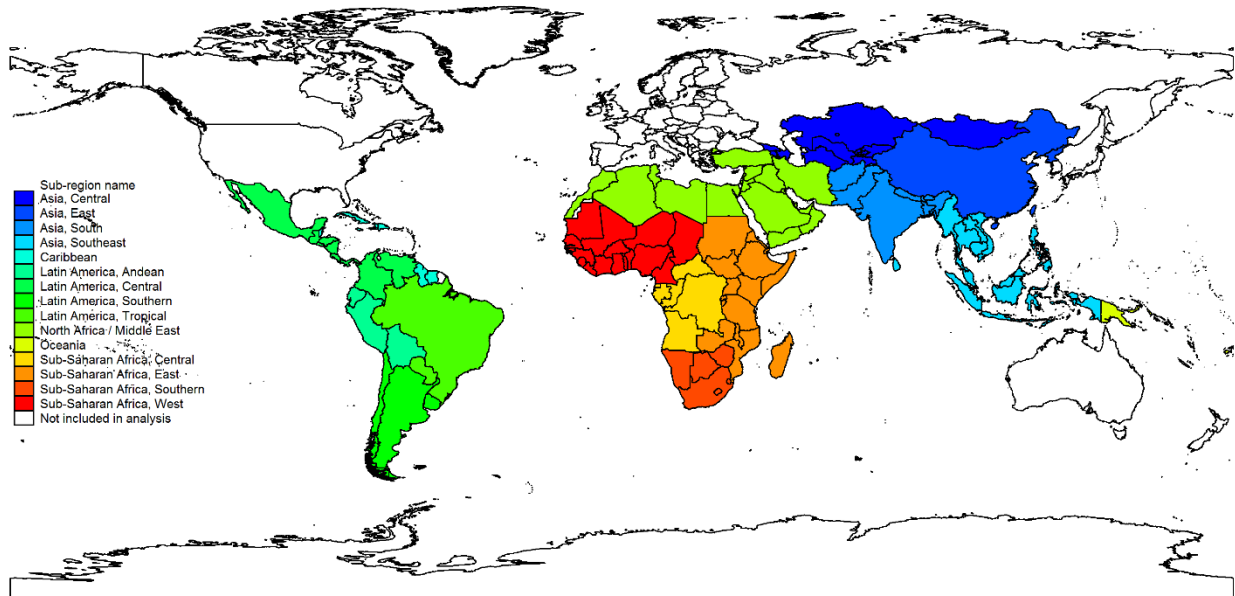 Sub-region name
Asia, Central
Asia, East
Asia, South
Asia, Southeast
Caribbean
Latin America, Andean
Latin America, Central
Latin America, Southern
Latin America, Tropical
North Africa / Middle East
Oceania
Sub-Saharan Africa, Central
Sub-Saharan Africa, East
Sub-Saharan Africa, Southern
Sub-Saharan Africa, West
Not included in analysis